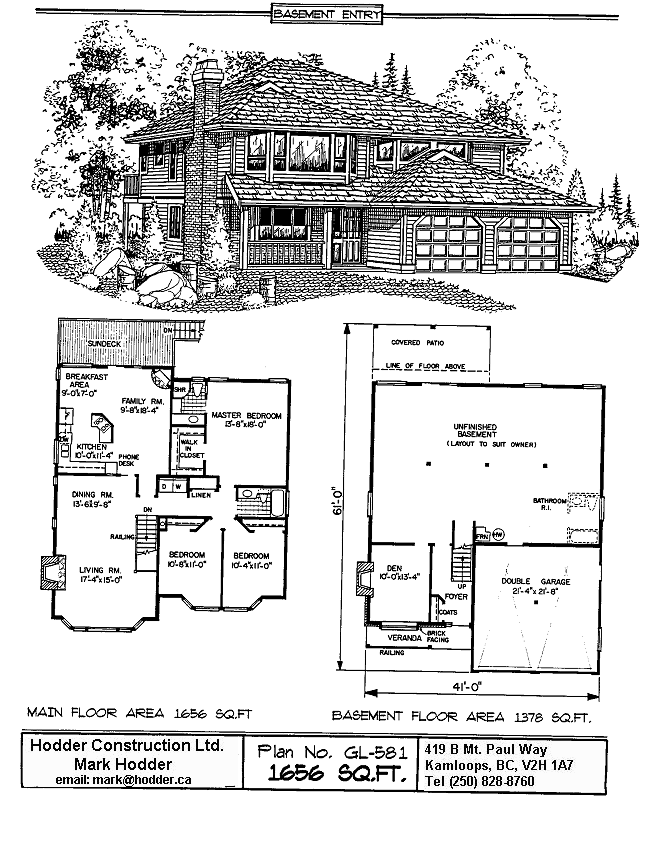 BASEMENT ENTRY
SUNDECK
DN
BREAKFAST
AREA
9'-0"x7'-0"
FAMILY RM.
9'-8"x18'-4"
SHR
MASTER BEDROOM
13'-8"x16'-0"
WALK
IN
CLOSET
KITCHEN
10'-0"x11'-4"
PHONE
DESK
D W
LINEN
DINING RM.
13'-6"x9'-8"
DN
RAILING
LIVING RM.
17'-4"x15'-0"
BEDROOM
10'-8"x11'-0"
BEDROOM
10'-4"x11'-0"
COVERED PATIO
LINE OF FLOOR ABOVE
UNFINISHED
BASEMENT
(LAYOUT TO SUIT OWNER)
61'-0"
BATHROOM
R.I.
FRN
HW
DEN
10'-0"x13'-4"
UP
FOYER
COATS
DOUBLE GARAGE
21'-4"x 21'-8"
VERANDA
BRICK
FACING
RAILING
41'-0"
MAIN FLOOR AREA 1656 SQ.FT
BASEMENT FLOOR AREA 1378 SQ.FT.
Hodder Construction Ltd.
Mark Hodder
email: mark@hodder.ca
Plan No. GL-581
1656 SQ.FT.
419 B Mt. Paul Way
Kamloops, BC, V2H 1A7
Tel (250) 828-8760